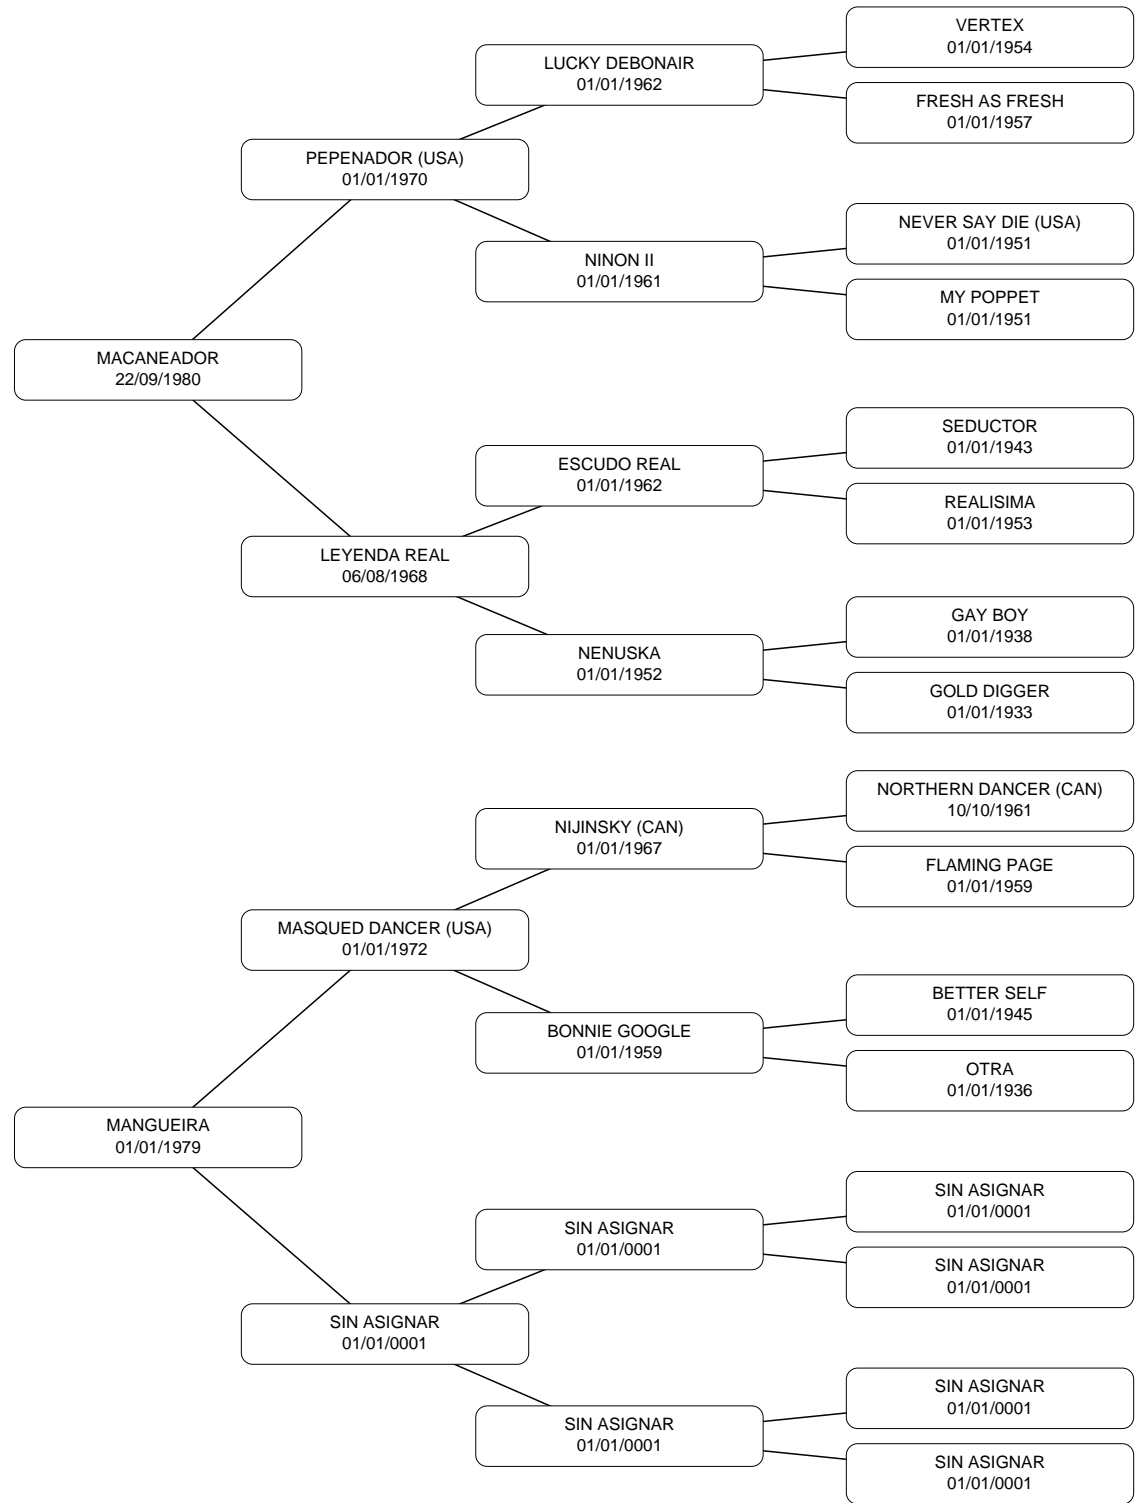 VERTEX
01/01/1954
LUCKY DEBONAIR
01/01/1962
FRESH AS FRESH
01/01/1957
PEPENADOR (USA)
01/01/1970
NEVER SAY DIE (USA)
01/01/1951
NINON II
01/01/1961
MY POPPET
01/01/1951
MACANEADOR
22/09/1980
SEDUCTOR
01/01/1943
ESCUDO REAL
01/01/1962
REALISIMA
01/01/1953
LEYENDA REAL
06/08/1968
GAY BOY
01/01/1938
NENUSKA
01/01/1952
GOLD DIGGER
01/01/1933
NORTHERN DANCER (CAN)
10/10/1961
NIJINSKY (CAN)
01/01/1967
FLAMING PAGE
01/01/1959
MASQUED DANCER (USA)
01/01/1972
BETTER SELF
01/01/1945
BONNIE GOOGLE
01/01/1959
OTRA
01/01/1936
MANGUEIRA
01/01/1979
SIN ASIGNAR
01/01/0001
SIN ASIGNAR
01/01/0001
SIN ASIGNAR
01/01/0001
SIN ASIGNAR
01/01/0001
SIN ASIGNAR
01/01/0001
SIN ASIGNAR
01/01/0001
SIN ASIGNAR
01/01/0001